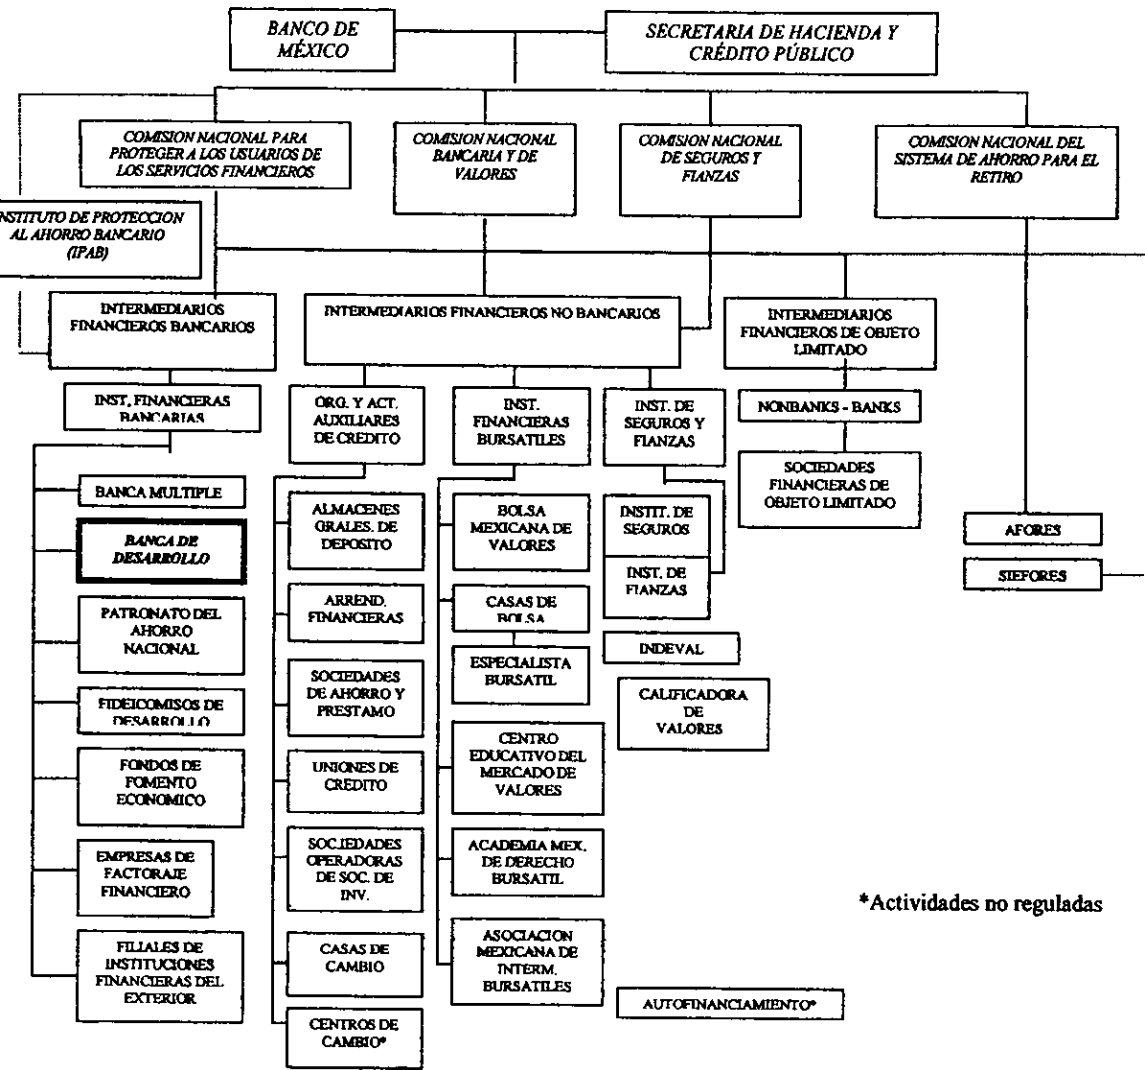 BANCO DE
MÉXICO
SECRETARIA DE HACIENDA Y
CRÉDITO PÚBLICO
COMISION NACIONAL PARA
PROTEGER A LOS USUARIOS DE
LOS SERVICIOS FINANCIEROS
COMISION NACIONAL
BANCARIA Y DE
VALORES
COMISION NACIONAL
DE SEGUROS Y
FIANZAS
COMISION NACIONAL DEL
SISTEMA DE AHORRO PARA EL
RETIRO
NSTITUTO DE PROTECCION
AL AHORRO BANCARIO
(IPAB)
INTERMEDIARIOS
FINANCIEROS BANCARIOS
INTERMEDIARIOS FINANCIEROS NO BANCARIOS
INTERMEDIARIOS
FINANCIEROS DE OBJETO
LIMITADO
INST, FINANCIERAS
BANCARIAS
ORG. Y ACT.
AUXILIARES
DE CREDITO
INST.
FINANCIERAS
BURSATILES
INST. DE
SEGUROS Y
FIANZAS
NONBANKS - BANKS
SOCIEDADES
FINANCIERAS DE
OBJETO LIMITADO
BANCA MULTIPLE
BANCA DE
DESARROLLO
PATRONATO DEL
AHORRO
NACIONAL
FIDEICOMISOS DE
DESARROLLO
FONDOS DE
FOMENTO
ECONOMICO
EMPRESAS DE
FACTORAJE
FINANCIERO
FILIALES DE
INSTITUCIONES
FINANCIERAS DEL
EXTERIOR
ALMACENES
GRALES. DE
DEPOSITO
ARREND.
FINANCIERAS
SOCIEDADES
DE AHORRO Y
PRESTAMO
UNIONES DE
CREDITO
SOCIEDADES
OPERADORAS
DE SOC. DE
INV.
CASAS DE
CAMBIO
CENTROS DE
CAMBIO*
BOLSA
MEXICANA DE
VALORES
CASAS DE
BOLSA
ESPECIALISTA
BURSATIL
CENTRO
EDUCATIVO DEL
MERCADO DE
VALORES
ACADEMIA MEX.
DE DERECHO
BURSATIL
ASOCIACION
MEXICANA DE
INTERM.
BURSATILES
INSTIT. DE
SEGUROS
INST. DE
FIANZAS
INDEVAL
CALIFICADORA
DE
VALORES
AFORES
SIEFORES
*Actividades no reguladas
AUTOFINANCIAMIENTO*